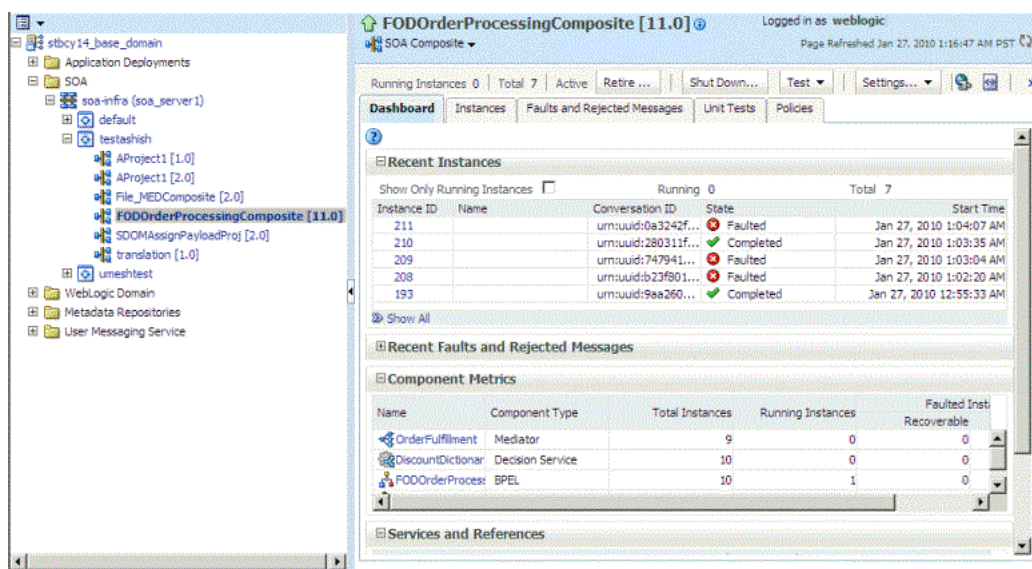 stbcy14_base_domain
Application Deployments
SOA
soa-infra (soa_server1)
default
testashish
AProject1 [1.0]
AProject1 [2.0]
File_MEDComposite [2.0]
FODOrderProcessingComposite [11.0]
SDOMAssignPayloadProj [2.0]
translation [1.0]
umeshtest
WebLogic Domain
Metadata Repositories
User Messaging Service
FODOrderProcessingComposite [11.0] Logged in as weblogic
SOA Composite Page Refreshed Jan 27, 2010 1:16:47 AM PST
Running Instances 0 Total 7 Active Retire ... Shut Down... Test Settings...
Dashboard Instances Faults and Rejected Messages Unit Tests Policies
Recent Instances
Show Only Running Instances Running 0 Total 7
Instance ID Name Conversation ID State Start Time
211 urn:uuid:0a3242f... Faulted Jan 27, 2010 1:04:07 AM
210 urn:uuid:280311f... Completed Jan 27, 2010 1:03:35 AM
209 urn:uuid:747941... Faulted Jan 27, 2010 1:03:04 AM
208 urn:uuid:b23f801... Faulted Jan 27, 2010 1:02:20 AM
193 urn:uuid:9aa260... Completed Jan 27, 2010 12:55:33 AM
Show All
Recent Faults and Rejected Messages
Component Metrics
Name Component Type Total Instances Running Instances Faulted Inst
Recoverable
OrderFulfillment Mediator 9 0 0
DiscountDictionar Decision Service 10 0 0
FODOrderProcess BPEL 10 1 0
Services and References